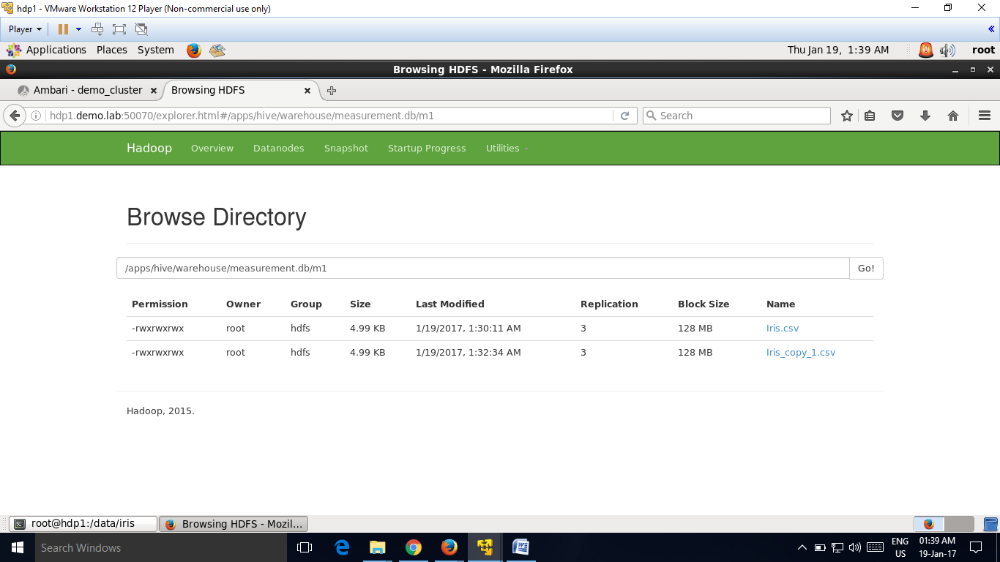 hdp1 - VMware Workstation 12 Player (Non-commercial use only)
Player
Applications Places System Thu Jan 19, 1:39 AM root
Browsing HDFS - Mozilla Firefox
Ambari - demo_cluster Browsing HDFS
hdp1.demo.lab:50070/explorer.html#/apps/hive/warehouse/measurement.db/m1 Search
Hadoop Overview Datanodes Snapshot Startup Progress Utilities
Browse Directory
/apps/hive/warehouse/measurement.db/m1 Go!
Permission Owner Group Size Last Modified Replication Block Size Name
-rwxrwxrwx root hdfs 4.99 KB 1/19/2017, 1:30:11 AM 3 128 MB Iris.csv
-rwxrwxrwx root hdfs 4.99 KB 1/19/2017, 1:32:34 AM 3 128 MB Iris_copy_1.csv
Hadoop, 2015.
root@hdp1:/data/iris Browsing HDFS - Mozil...
Search Windows ENG 01:39 AM
US 19-Jan-17